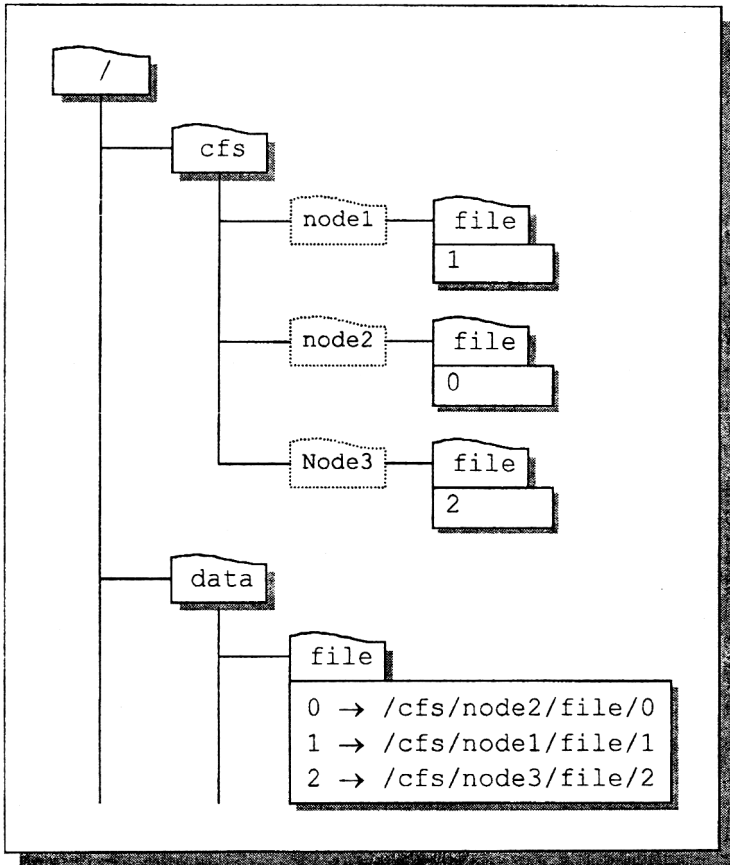 /
cfs
node1 file
1
node2 file
0
Node3 file
2
data
file
0 → /cfs/node2/file/0
1 → /cfs/node1/file/1
2 → /cfs/node3/file/2